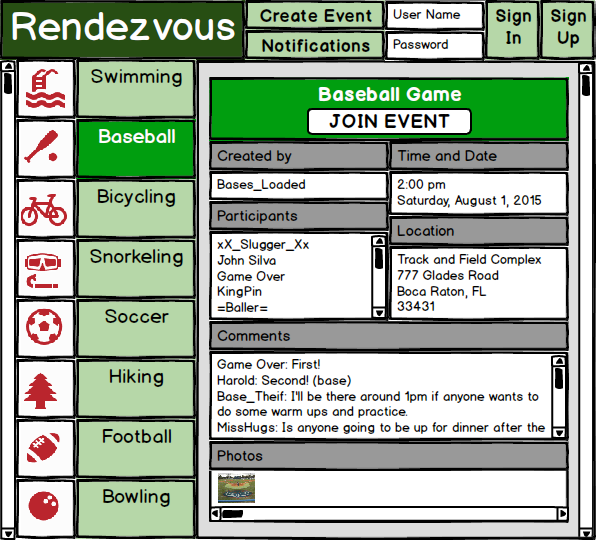 Rendezvous
Create Event
Notifications
User Name
Password
Sign
In
Sign
Up
Swimming
Baseball
Bicycling
Snorkeling
Soccer
Hiking
Football
Bowling
Baseball Game
JOIN EVENT
Created by
Bases_Loaded
Time and Date
2:00 pm
Saturday, August 1, 2015
Participants
xX_Slugger_Xx
John Silva
Game Over
KingPin
=Baller=
Location
Track and Field Complex
777 Glades Road
Boca Raton, FL
33431
Comments
Game Over: First!
Harold: Second! (base)
Base_Theif: I'll be there around 1pm if anyone wants to
do some warm ups and practice.
MissHugs: Is anyone going to be up for dinner after the
Photos